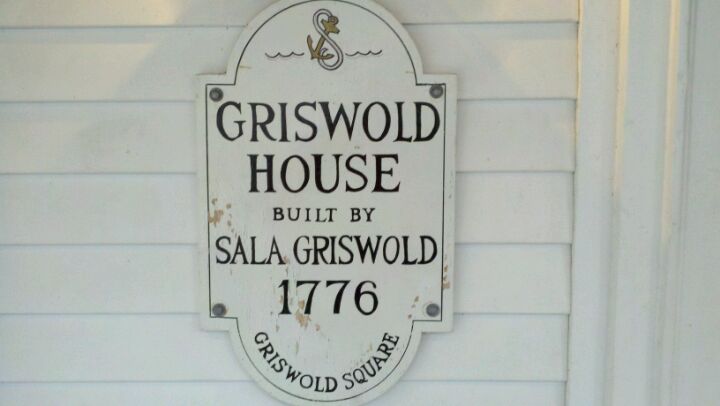 GRISWOLD
HOUSE
BUILT BY
SALA GRISWOLD
1776
GRISWOLD SQUARE